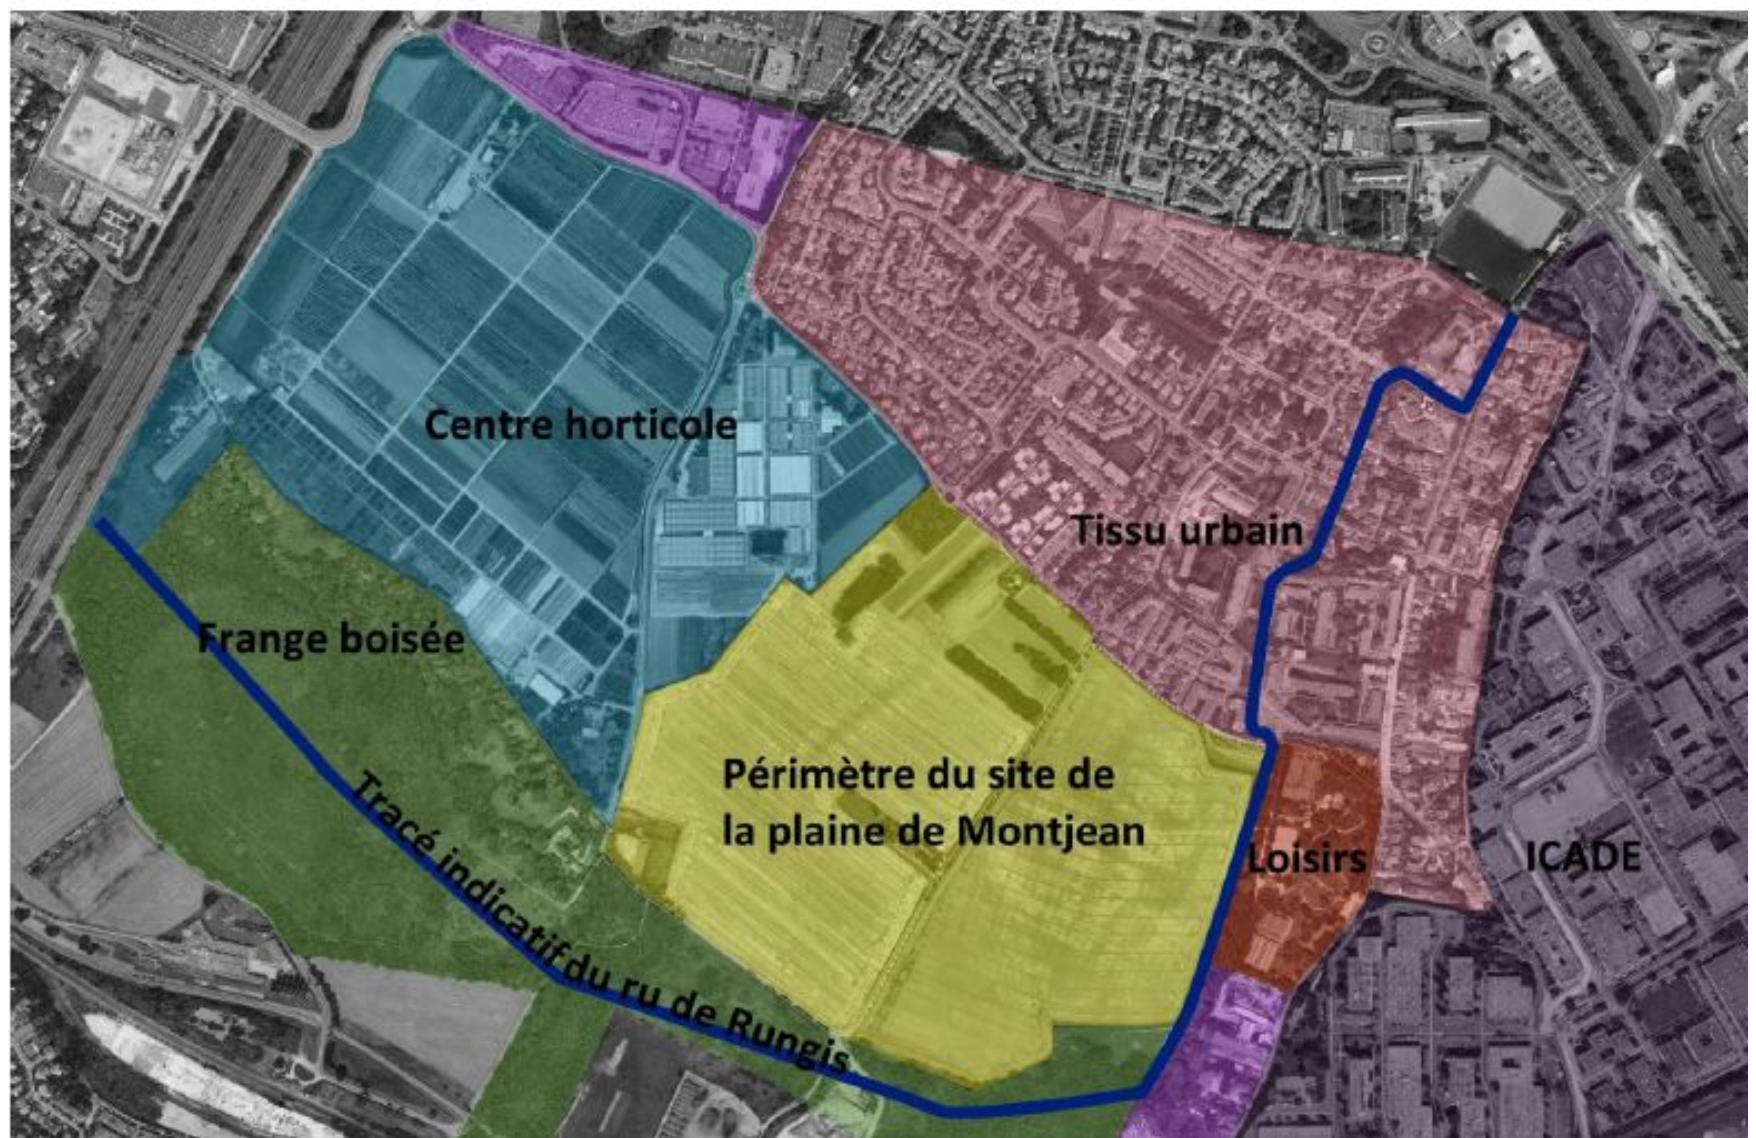 Centre horticole
Tissu urbain
Frange boisée
Périmètre du site de
la plaine de Montjean
Loisirs
ICADE
Tracé indicatif du ru de Rungis